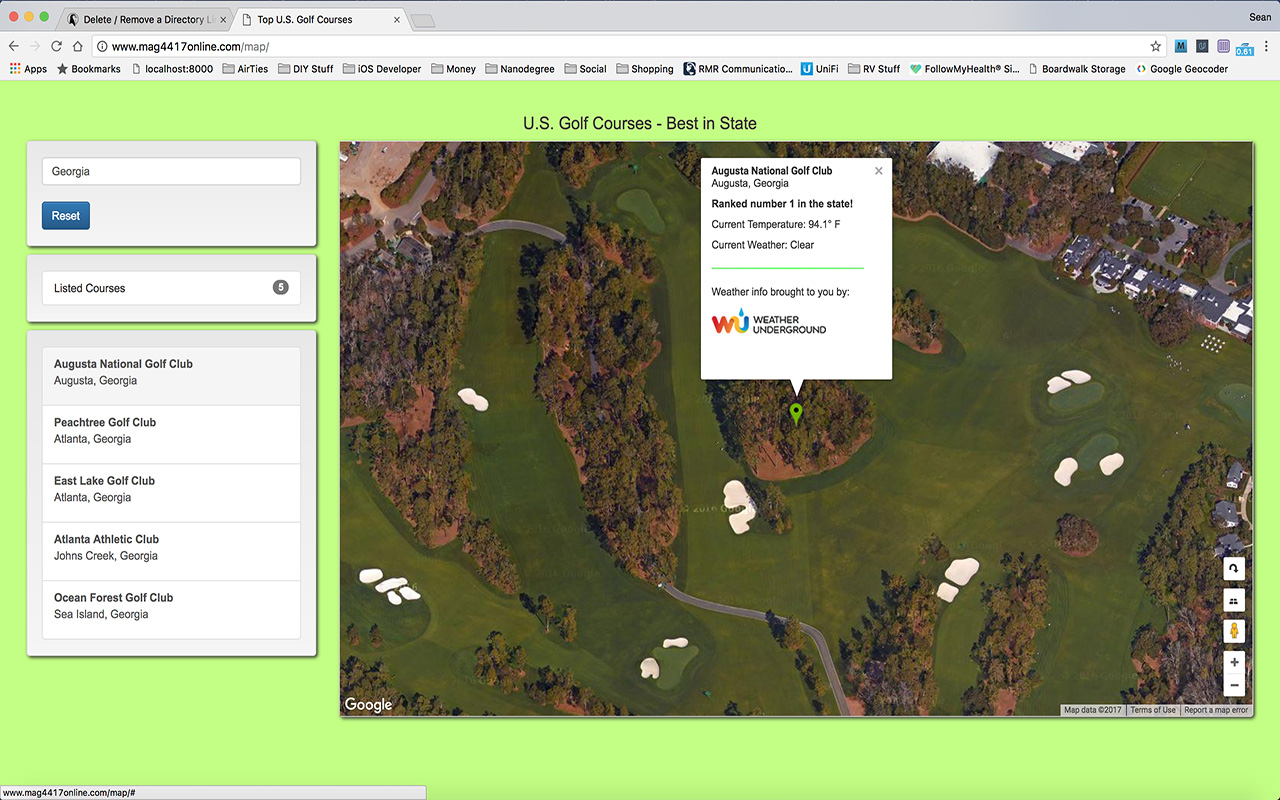 Delete / Remove a Directory Li
Top U.S. Golf Courses
Sean
www.mag4417online.com/map/
M
0.61
Apps
Bookmarks
localhost:8000
AirTies
DIY Stuff
iOS Developer
Money
Nanodegree
Social
Shopping
RMR Communicatio...
UniFi
RV Stuff
FollowMyHealth® Si...
Boardwalk Storage
Google Geocoder
U.S. Golf Courses - Best in State
Georgia
Reset
Listed Courses
5
Augusta National Golf Club
Augusta, Georgia
Peachtree Golf Club
Atlanta, Georgia
East Lake Golf Club
Atlanta, Georgia
Atlanta Athletic Club
Johns Creek, Georgia
Ocean Forest Golf Club
Sea Island, Georgia
Augusta National Golf Club
Augusta, Georgia
Ranked number 1 in the state!
Current Temperature: 94.1° F
Current Weather: Clear
Weather info brought to you by:
WU WEATHER
UNDERGROUND
© 2016 Google
Google
Map data ©2017
Terms of Use
Report a map error
www.mag4417online.com/map/#